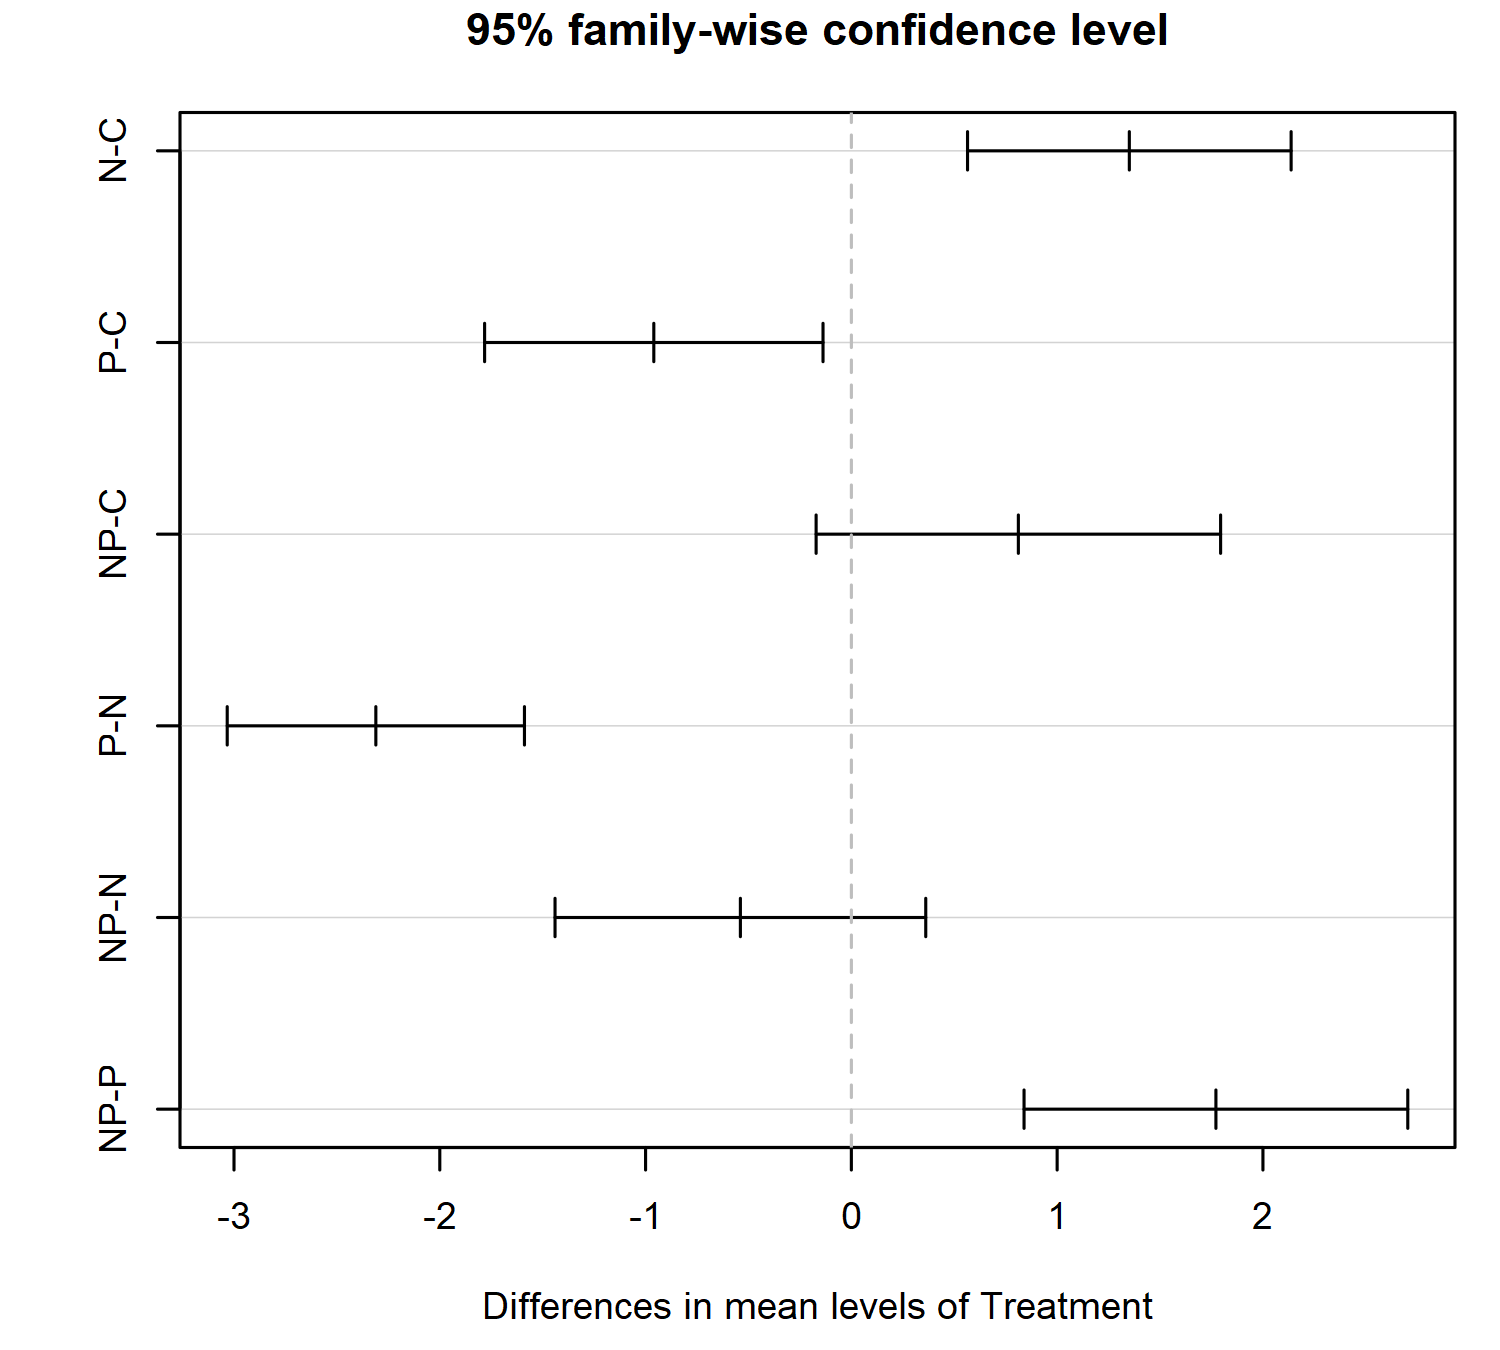 95% family-wise confidence level
N-C
P-C
NP-C
P-N
NP-N
NP-P
-3 -2 -1 0 1 2
Differences in mean levels of Treatment